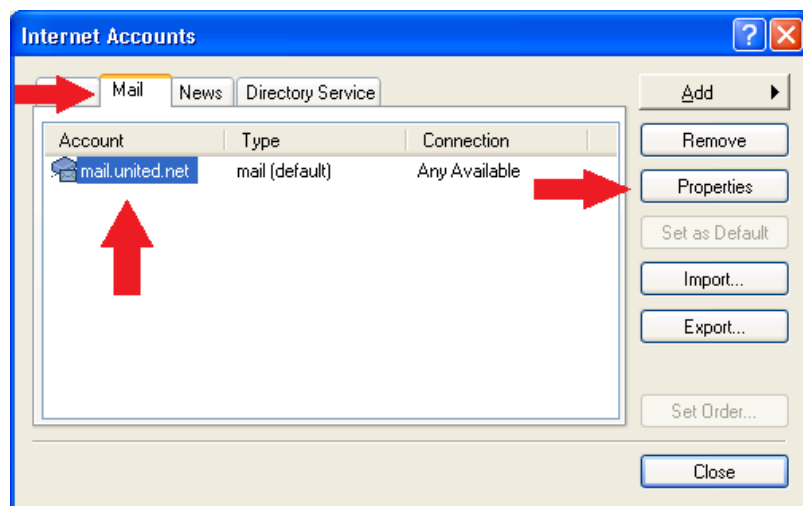 Internet Accounts
Mail News Directory Service
Add
Account Type Connection
Remove
mail.united.net mail (default) Any Available
Properties
Set as Default
Import...
Export...
Set Order...
Close